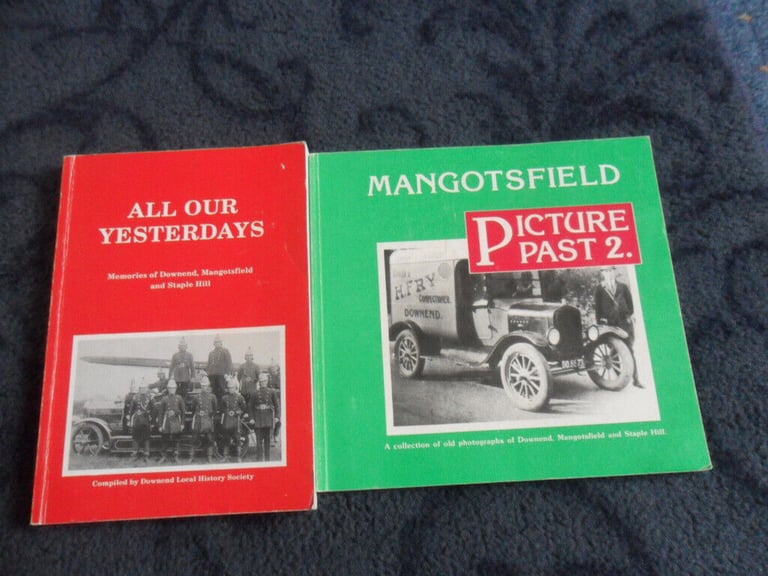 ALL OUR
YESTERDAYS
Memories of Downend, Mangotsfield
and Staple Hill
Compiled by Downend Local History Society
MANGOTSFIELD
PICTURE
PAST 2.
H. FRY
CONFECTIONER.
DOWNEND.
A collection of old photographs of Downend, Mangotsfield and Staple Hill.